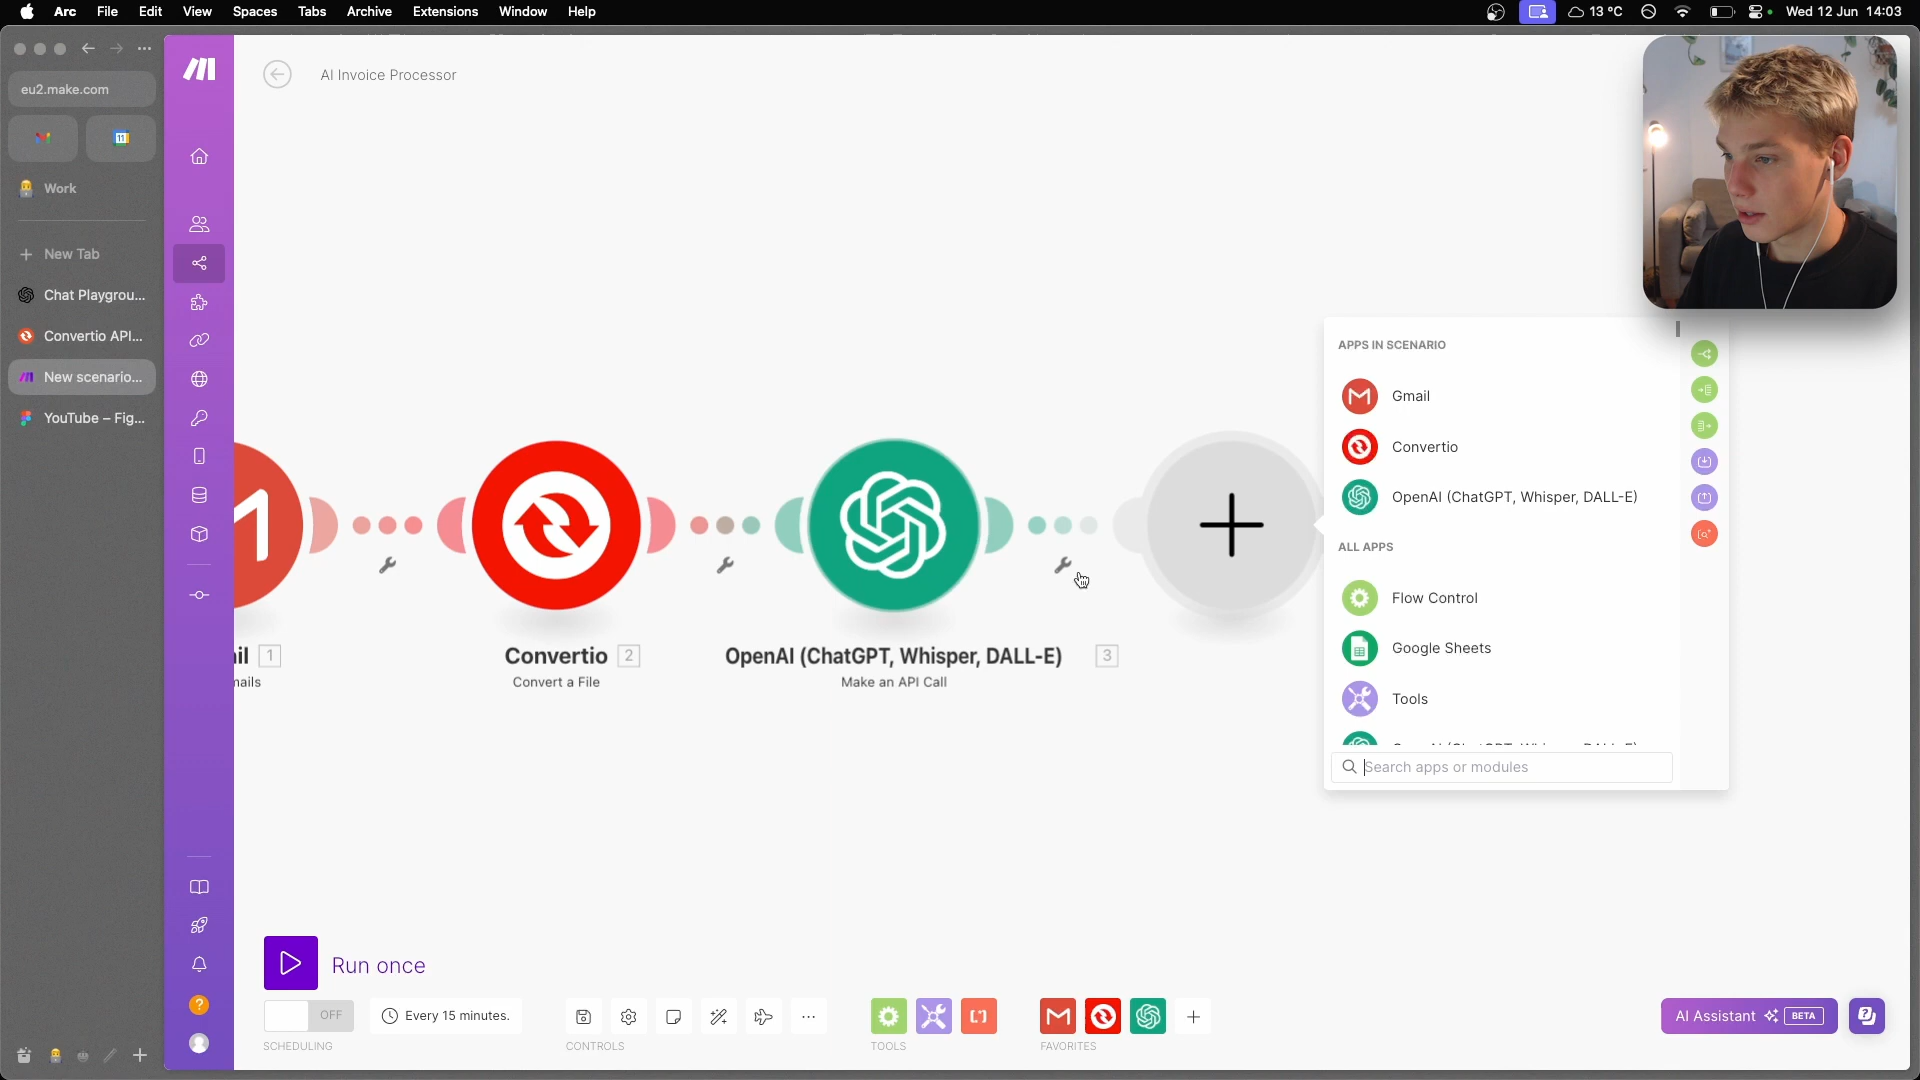 Arc File Edit View Spaces Tabs Archive Extensions Window Help
13 °C Wed 12 Jun 14:03
eu2.make.com
11
Work
New Tab
Chat Playgrou...
Convertio API...
New scenario...
YouTube – Fig...
AI Invoice Processor
il 1
nails
Convertio 2
Convert a File
OpenAI (ChatGPT, Whisper, DALL-E) 3
Make an API Call
APPS IN SCENARIO
Gmail
Convertio
OpenAI (ChatGPT, Whisper, DALL-E)
ALL APPS
Flow Control
Google Sheets
Tools
Search apps or modules
Run once
OFF
Every 15 minutes.
SCHEDULING
CONTROLS
TOOLS
FAVORITES
AI Assistant BETA